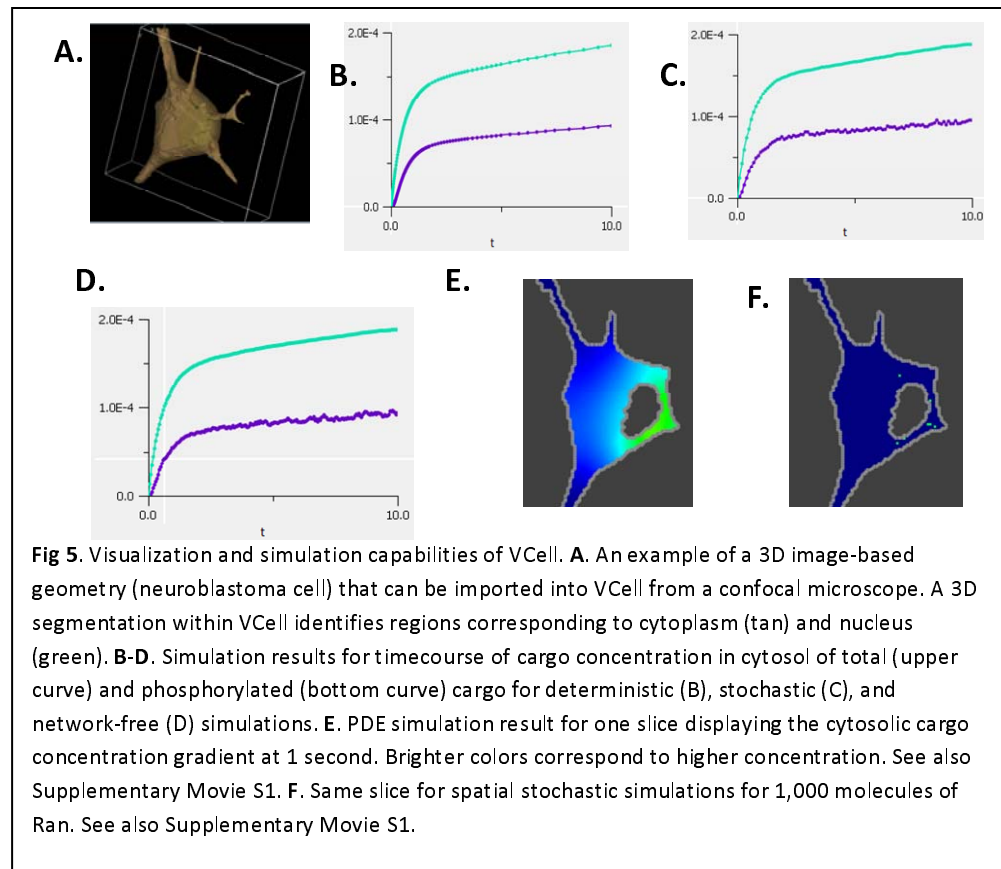 A.
B.
2.0E-4
1.0E-4
0.0
0.0
10.0
t
C.
2.0E-4
1.0E-4
0.0
0.0
10.0
t
D.
2.0E-4
1.0E-4
0.0
0.0
10.0
t
E.
F.
Fig 5. Visualization and simulation capabilities of VCell. A. An example of a 3D image-based
geometry (neuroblastoma cell) that can be imported into VCell from a confocal microscope. A 3D
segmentation within VCell identifies regions corresponding to cytoplasm (tan) and nucleus
(green). B-D. Simulation results for timecourse of cargo concentration in cytosol of total (upper
curve) and phosphorylated (bottom curve) cargo for deterministic (B), stochastic (C), and
network-free (D) simulations. E. PDE simulation result for one slice displaying the cytosolic cargo
concentration gradient at 1 second. Brighter colors correspond to higher concentration. See also
Supplementary Movie S1. F. Same slice for spatial stochastic simulations for 1,000 molecules of
Ran. See also Supplementary Movie S1.